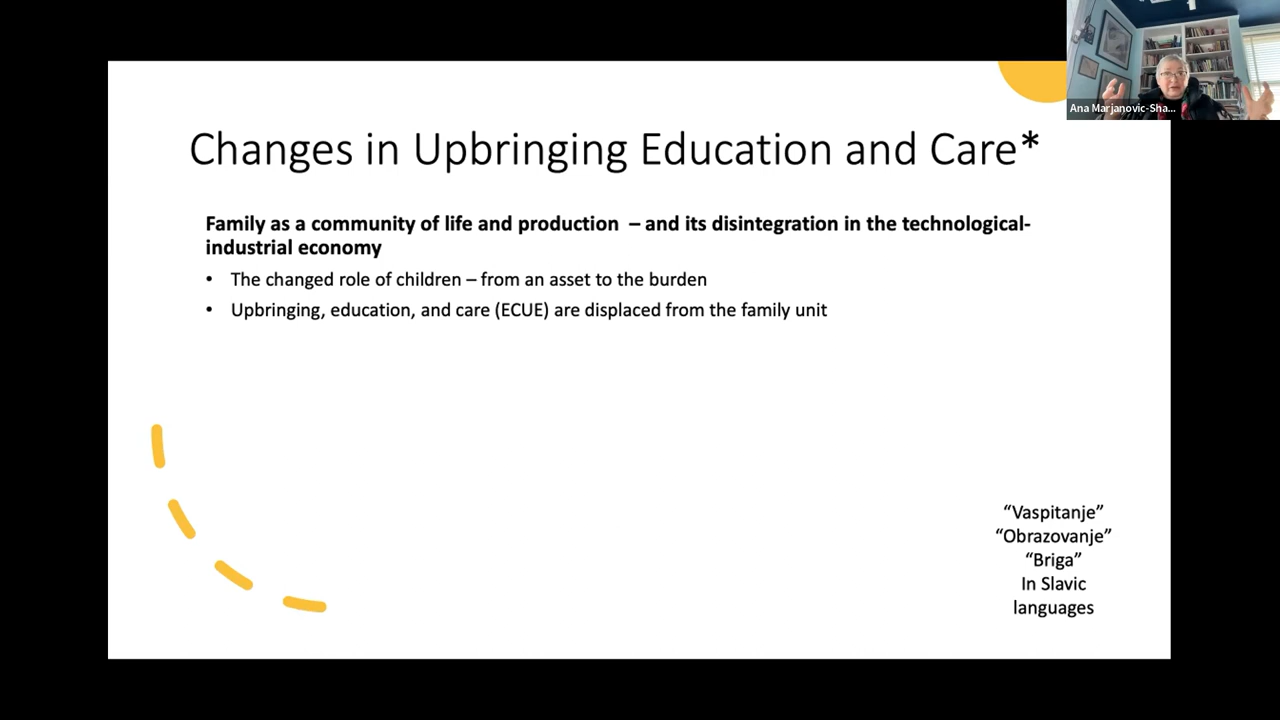 Ana Marjanovic-Sha...
Changes in Upbringing Education and Care*
Family as a community of life and production – and its disintegration in the technological-
industrial economy
• The changed role of children – from an asset to the burden
• Upbringing, education, and care (ECUE) are displaced from the family unit
“Vaspitanje”
“Obrazovanje”
“Briga”
In Slavic
languages